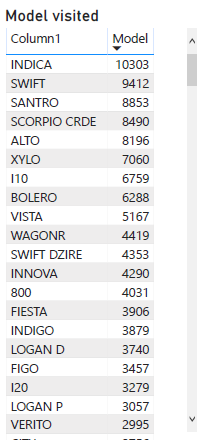 Model visited
Column1 Model
INDICA 10303
SWIFT 9412
SANTRO 8853
SCORPIO CRDE 8490
ALTO 8196
XYLO 7060
I10 6759
BOLERO 6288
VISTA 5167
WAGONR 4419
SWIFT DZIRE 4353
INNOVA 4290
800 4031
FIESTA 3906
INDIGO 3879
LOGAN D 3740
FIGO 3457
I20 3279
LOGAN P 3057
VERITO 2995